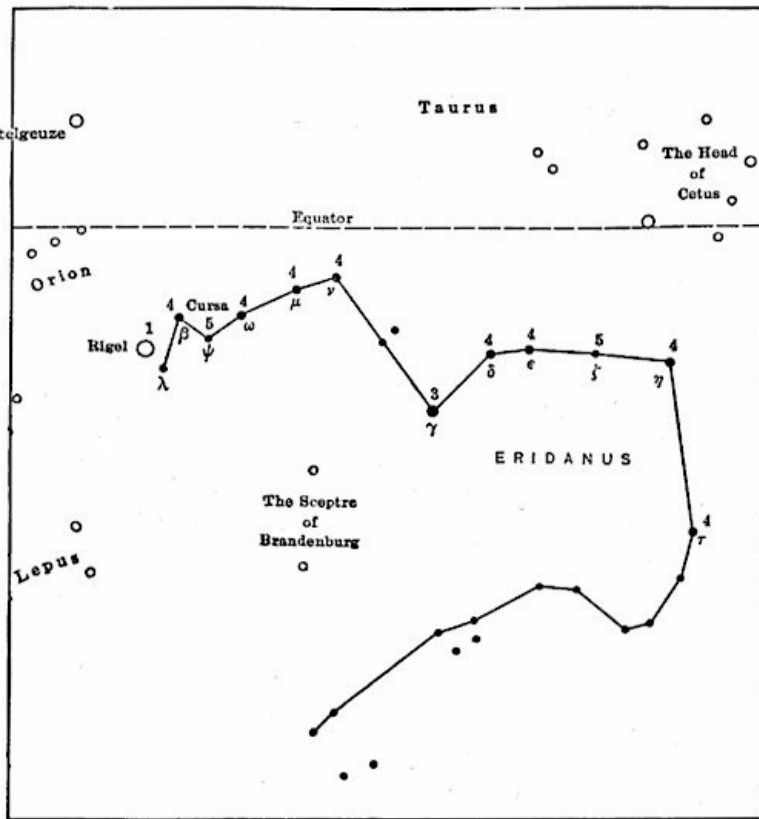 Taurus
telgeuze
The Head
of
Cetus
Equator
Orion
4 4
4 Cursa 4 μ ν
1 β 5 ω
Rigel ψ
λ
4 4 5 4
δ ε ζ η
3
γ
ERIDANUS
The Sceptre
of
Brandenburg
4
τ
Lepus